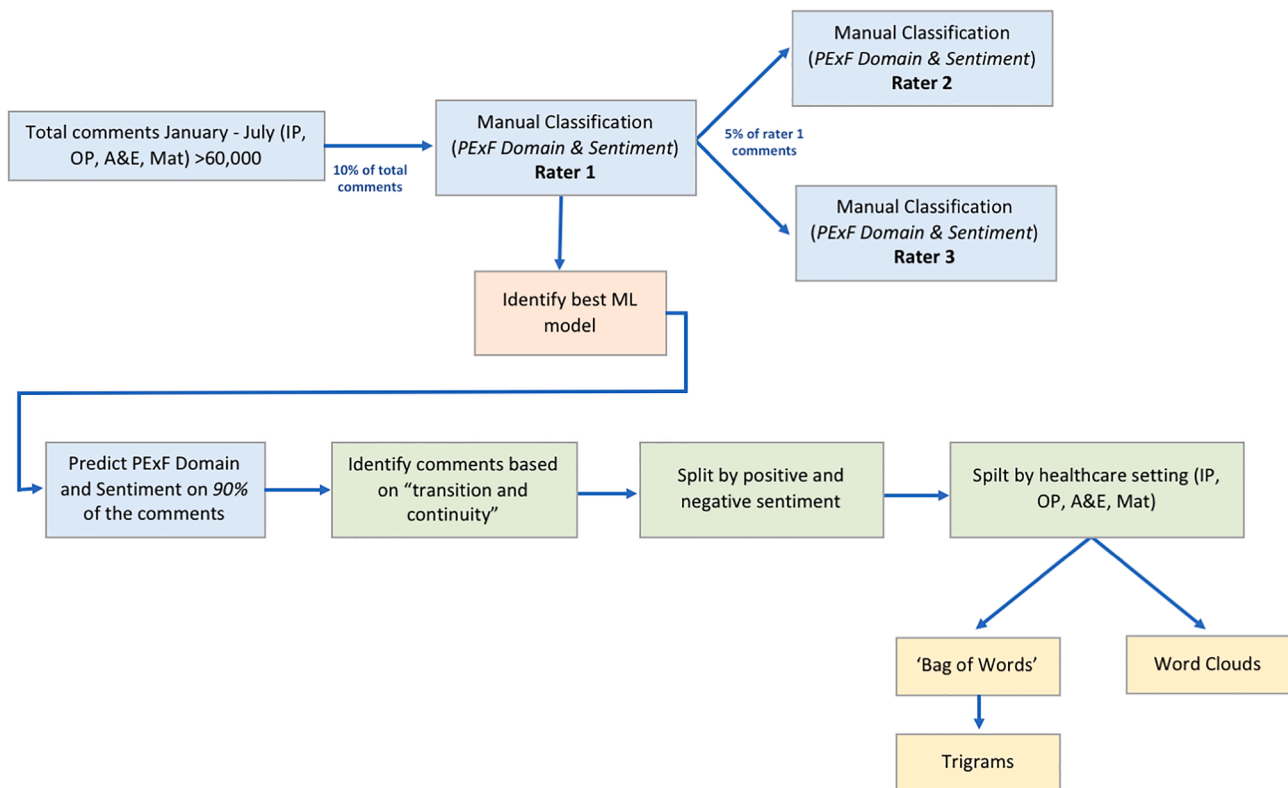 Total comments January - July (IP,
OP, A&E, Mat) >60,000
10% of total
comments
Manual Classification
(PExF Domain & Sentiment)
Rater 1
5% of rater 1
comments
Manual Classification
(PExF Domain & Sentiment)
Rater 2
Manual Classification
(PExF Domain & Sentiment)
Rater 3
Identify best ML
model
Predict PExF Domain
and Sentiment on 90%
of the comments
Identify comments based
on “transition and
continuity”
Split by positive and
negative sentiment
Spilt by healthcare setting (IP,
OP, A&E, Mat)
‘Bag of Words’
Word Clouds
Trigrams